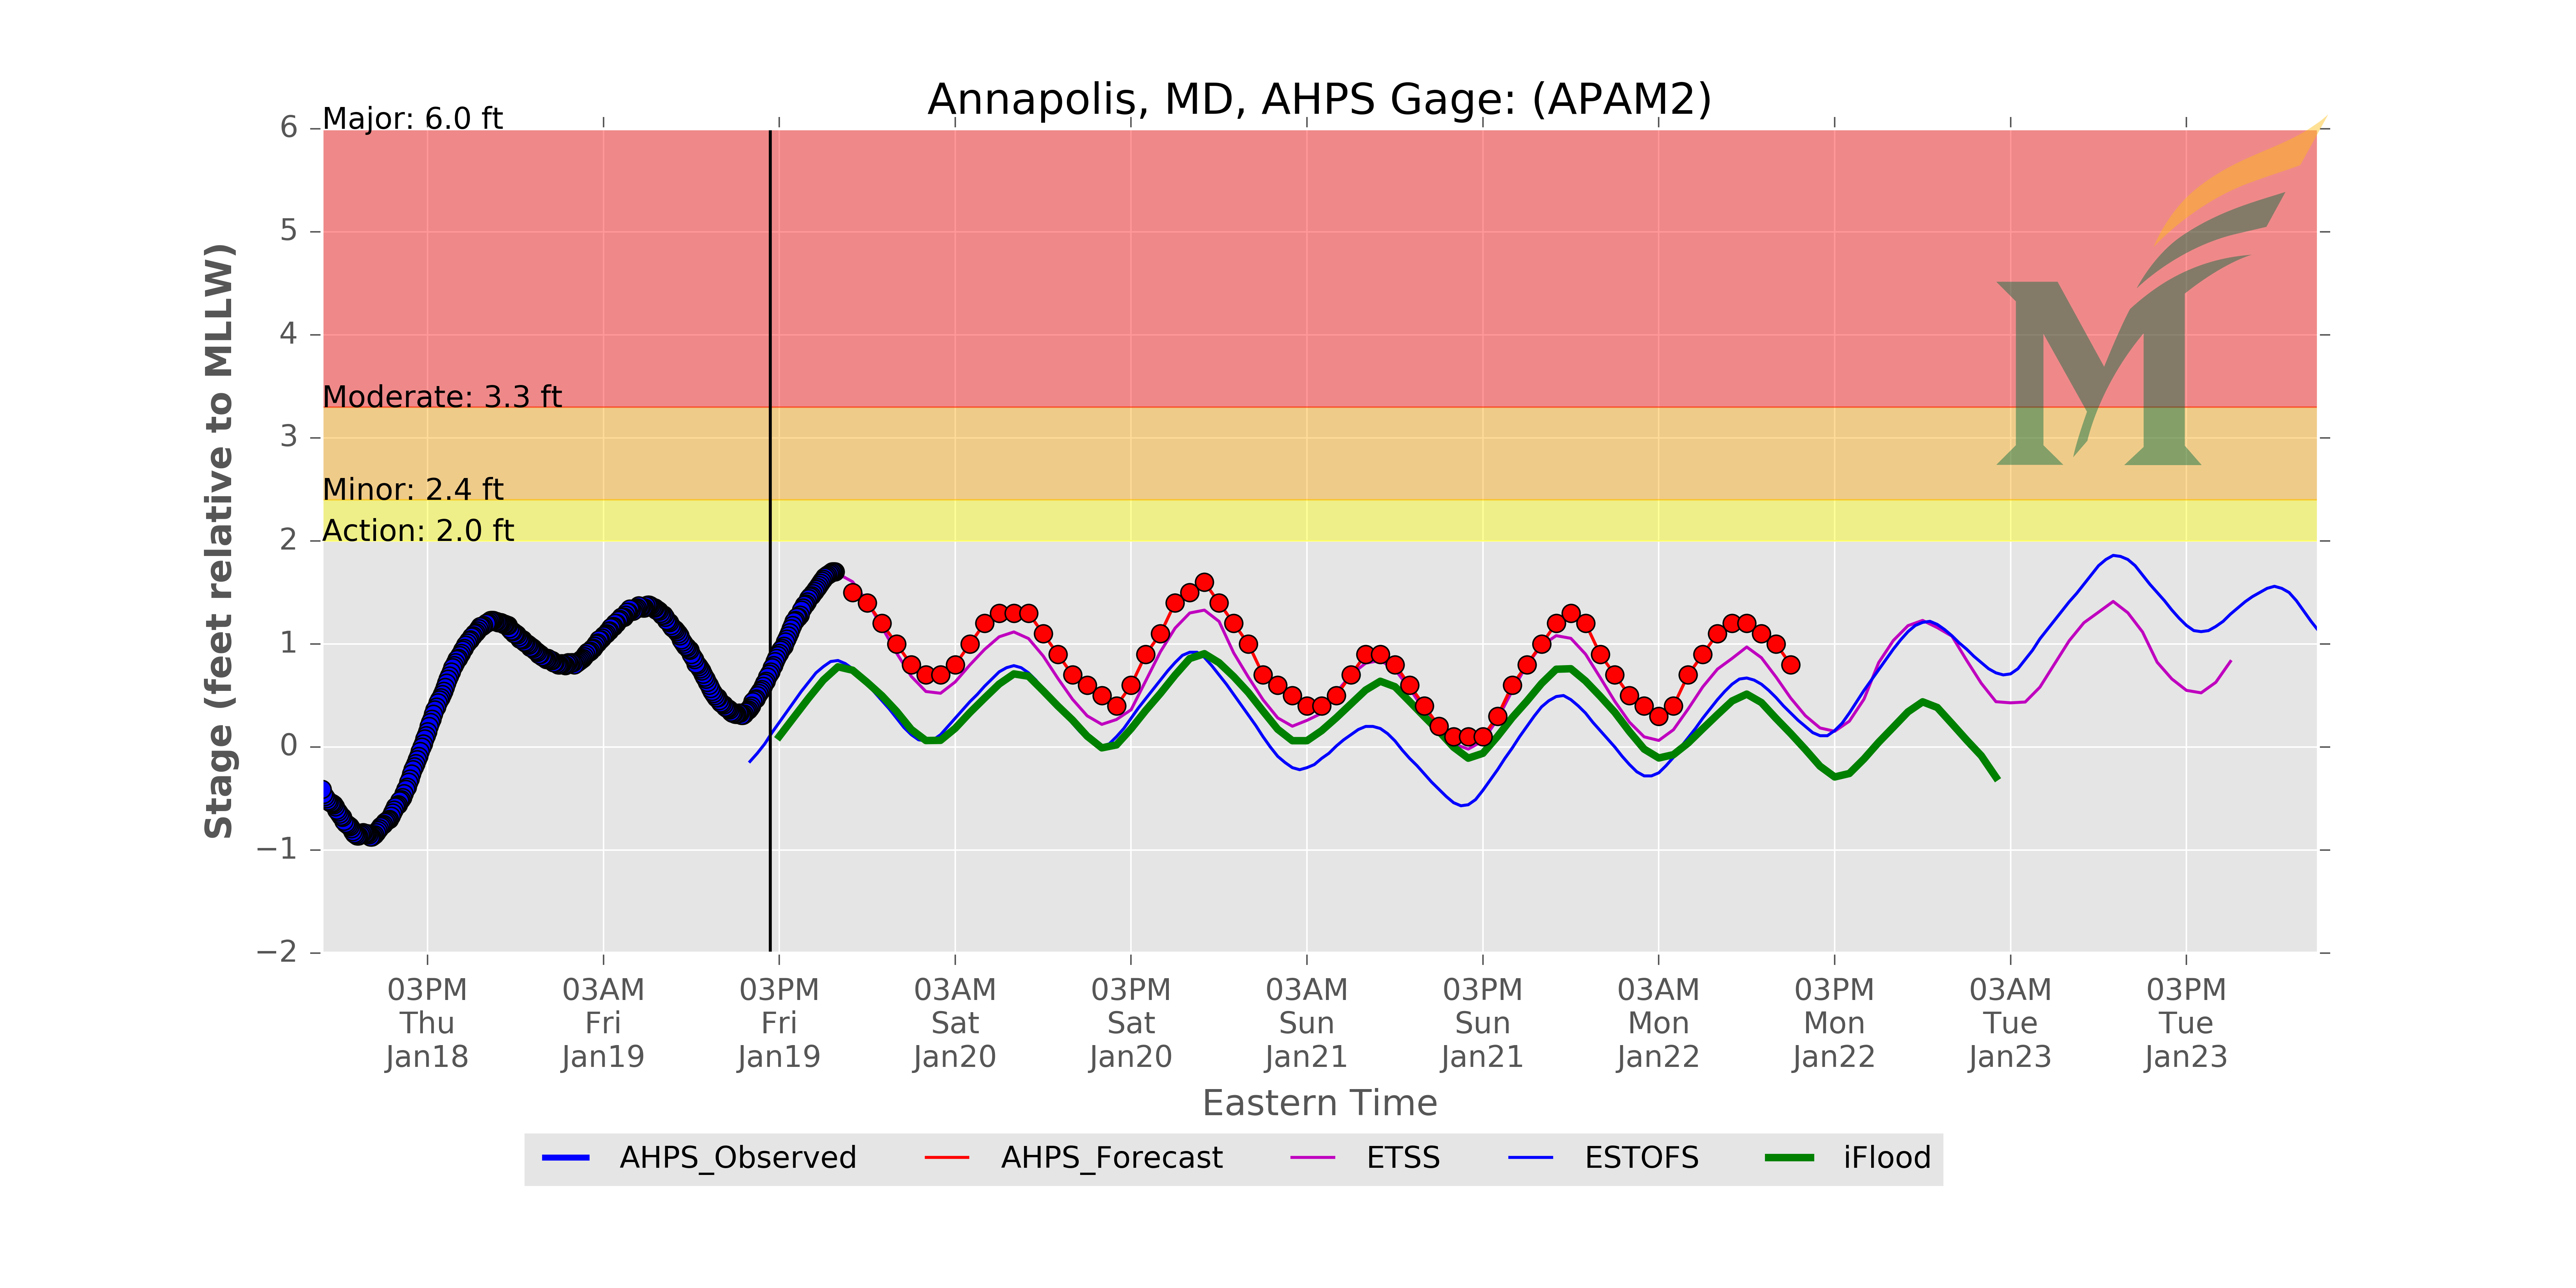 Annapolis, MD, AHPS Gage: (APAM2)
Major: 6.0 ft
Moderate: 3.3 ft
Minor: 2.4 ft
Action: 2.0 ft
Stage (feet relative to MLLW)
6
5
4
3
2
1
0
−1
−2
03PM Thu Jan18
03AM Fri Jan19
03PM Fri Jan19
03AM Sat Jan20
03PM Sat Jan20
03AM Sun Jan21
03PM Sun Jan21
03AM Mon Jan22
03PM Mon Jan22
03AM Tue Jan23
03PM Tue Jan23
Eastern Time
AHPS_Observed
AHPS_Forecast
ETSS
ESTOFS
iFlood
M